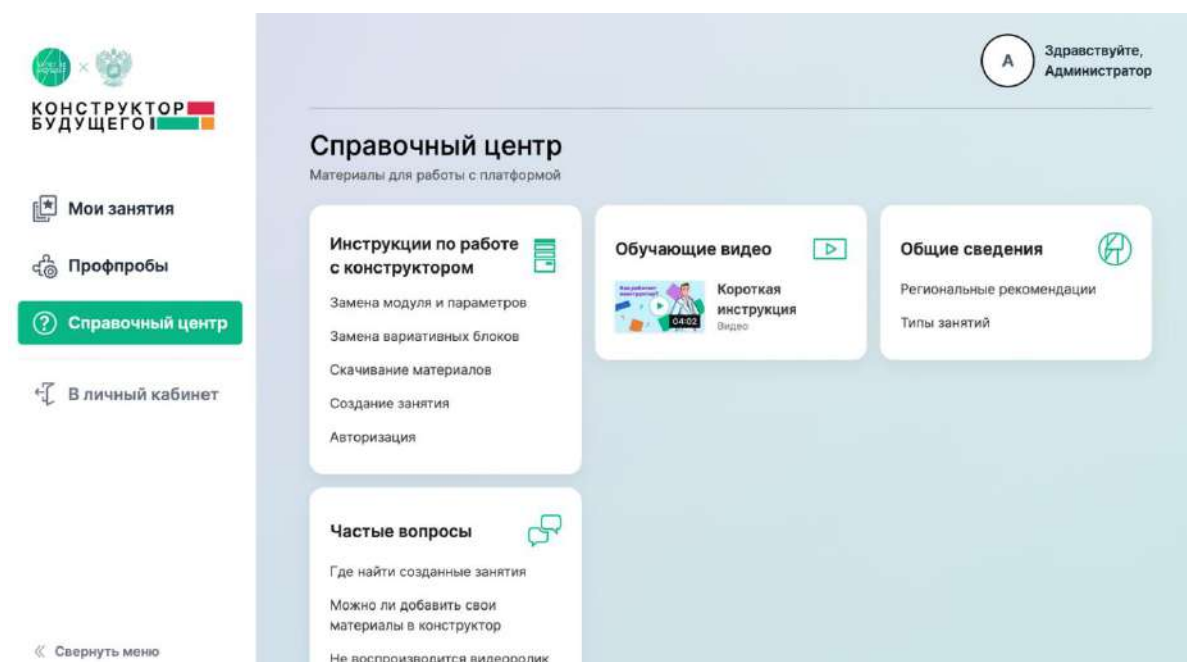 КОНСТРУКТОР
БУДУЩЕГО
Мои занятия
Профпробы
Справочный центр
В личный кабинет
Свернуть меню
А
Здравствуйте,
Администратор
Справочный центр
Материалы для работы с платформой
Инструкции по работе
с конструктором
Замена модуля и параметров
Замена вариативных блоков
Скачивание материалов
Создание занятия
Авторизация
Обучающие видео
04:02
Короткая
инструкция
Видео
Общие сведения
Региональные рекомендации
Типы занятий
Частые вопросы
Где найти созданные занятия
Можно ли добавить свои
материалы в конструктор
Не воспроизводится видеоролик